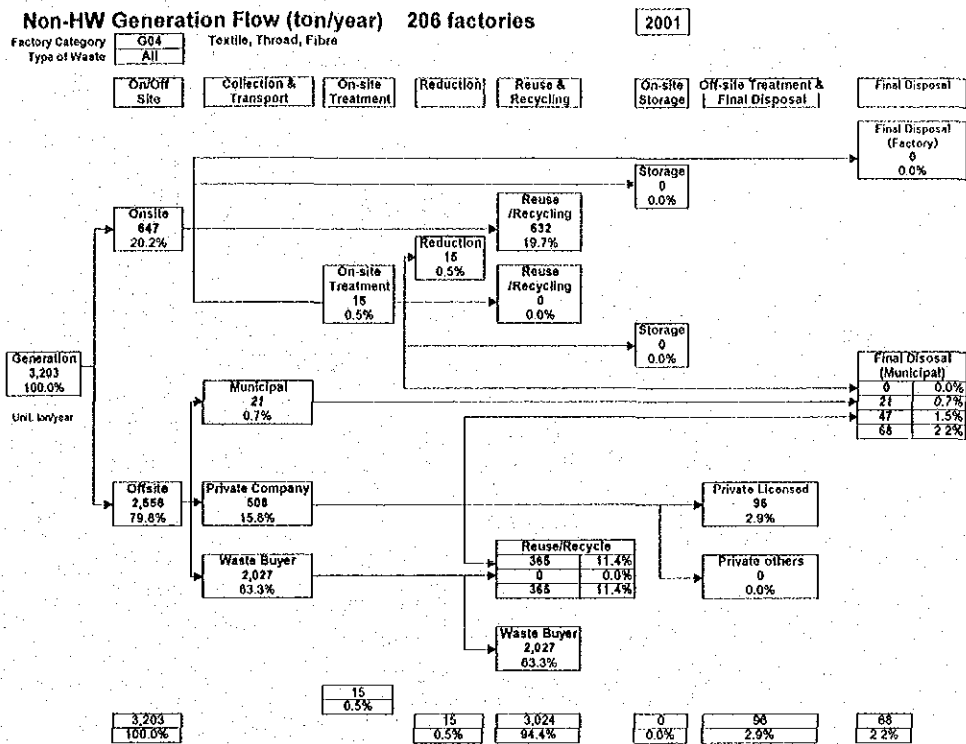 Non-HW Generation Flow (ton/year) 206 factories 2001
Factory Category G04 Textile, Throad, Fibre
Type of Waste All
On/Off Site
Collection & Transport
On-site Treatment
Reduction
Reuse & Recycling
On-site Storage
Off-site Treatment & Final Disposal
Final Disposal
Final Disposal
(Factory)
0
0.0%
Storage
0
0.0%
Onsite
647
20.2%
Reuse
/Recycling
632
19.7%
Reduction
15
0.5%
On-site
Treatment
15
0.5%
Reuse
/Recycling
0
0.0%
Storage
0
0.0%
Generation
3,203
100.0%
Unit. ton/year
Municipal
21
0.7%
Final Disosal
(Municipal)
0 0.0%
21 0.7%
47 1.5%
68 2.2%
Offsite
79.8%
Private Company
15.8%
Private Licensed
96
2.9%
Waste Buyer
2,027
63.3%
Reuse/Recycle
365 11.4%
0 0.0%
365 11.4%
Private others
0
0.0%
Waste Buyer
2,027
63.3%
15
0.5%
3,203
100.0%
15
0.5%
3,024
94.4%
0
0.0%
96
2.9%
68
2.2%